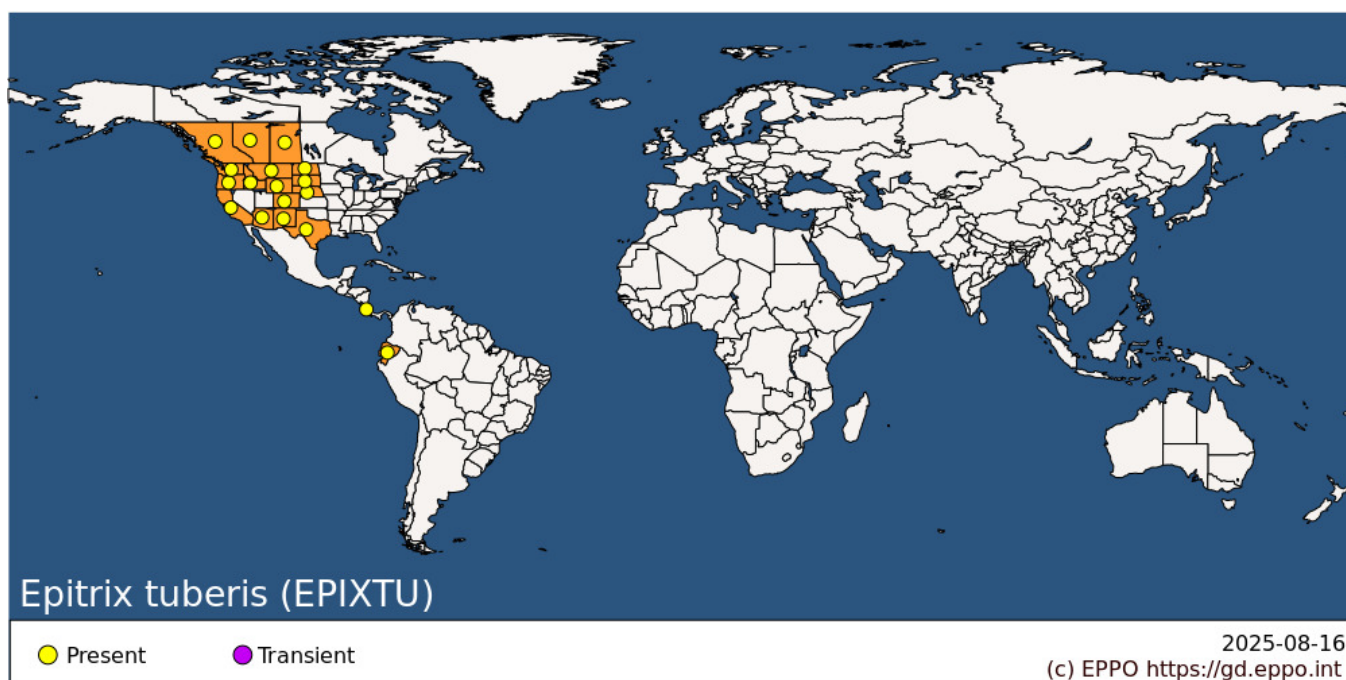 Epitrix tuberis (EPIXTU)
Present
Transient
2025-08-16
(c) EPPO https://gd.eppo.int